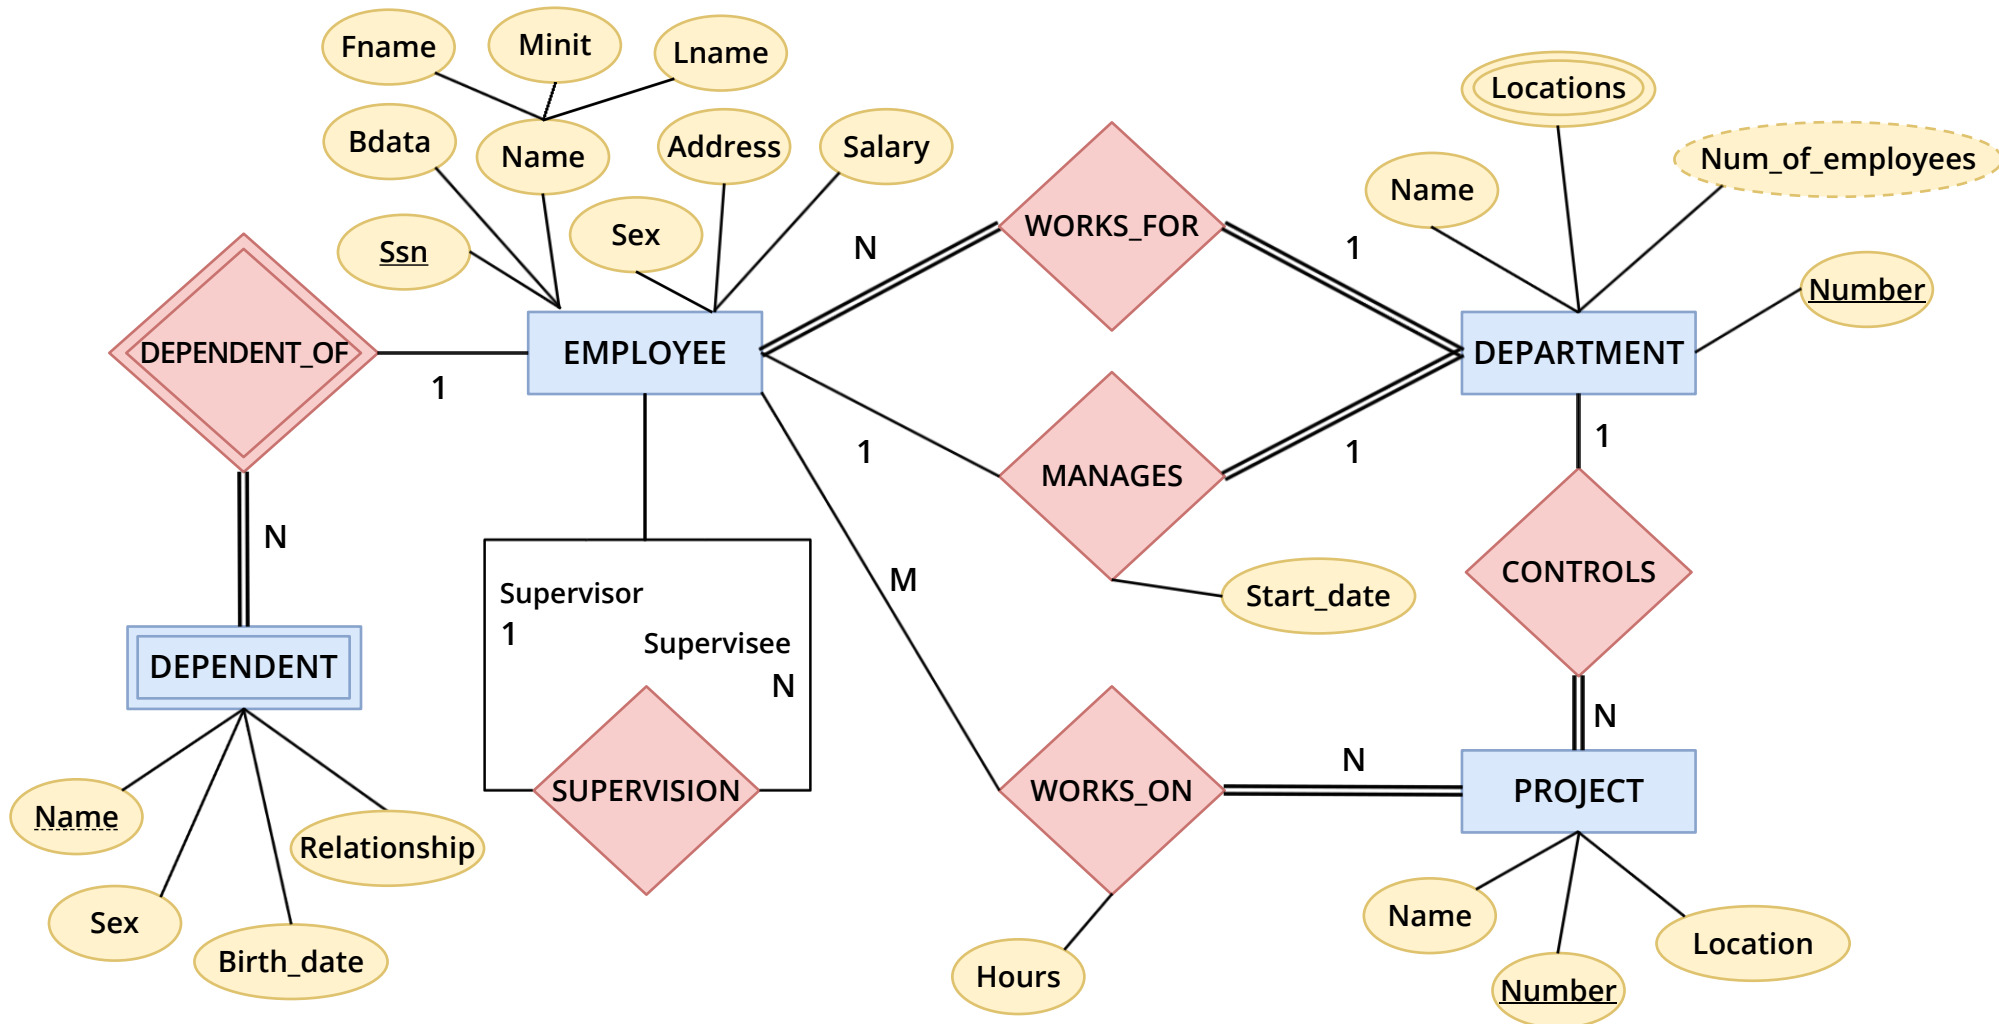 Fname
Minit
Lname
Bdata
Name
Address
Salary
Ssn
Sex
Locations
Num_of_employees
Name
Number
WORKS_FOR
N
1
DEPENDENT_OF
1
EMPLOYEE
DEPARTMENT
1
MANAGES
1
1
Start_date
CONTROLS
N
N
DEPENDENT
Supervisor
1
Supervisee
N
SUPERVISION
M
WORKS_ON
N
PROJECT
Name
Sex
Birth_date
Relationship
Hours
Name
Number
Location